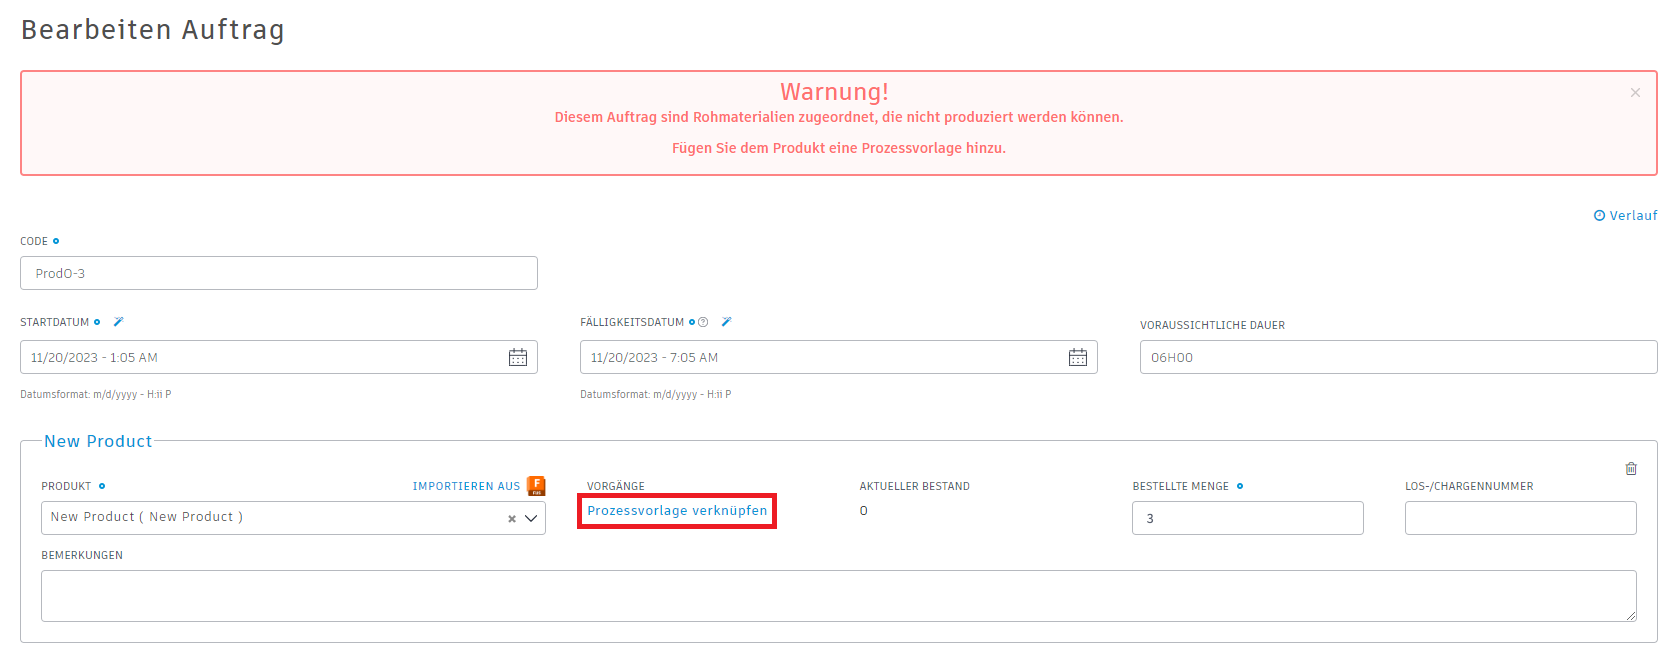 Bearbeiten Auftrag
Warnung!
Diesem Auftrag sind Rohmaterialien zugeordnet, die nicht produziert werden können.
Fügen Sie dem Produkt eine Prozessvorlage hinzu.
Verlauf
CODE
ProdO-3
STARTDATUM
FÄLLIGKEITSDATUM
VORAUSSICHTLICHE DAUER
11/20/2023 - 1:05 AM
11/20/2023 - 7:05 AM
06H00
Datumsformat: m/d/yyyy - H:ii P
Datumsformat: m/d/yyyy - H:ii P
New Product
PRODUKT
IMPORTIEREN AUS
F
VORGÄNGE
AKTUELLER BESTAND
BESTELLTE MENGE
LOS-/CHARGENNUMMER
New Product ( New Product )
Prozessvorlage verknüpfen
0
3
BEMERKUNGEN